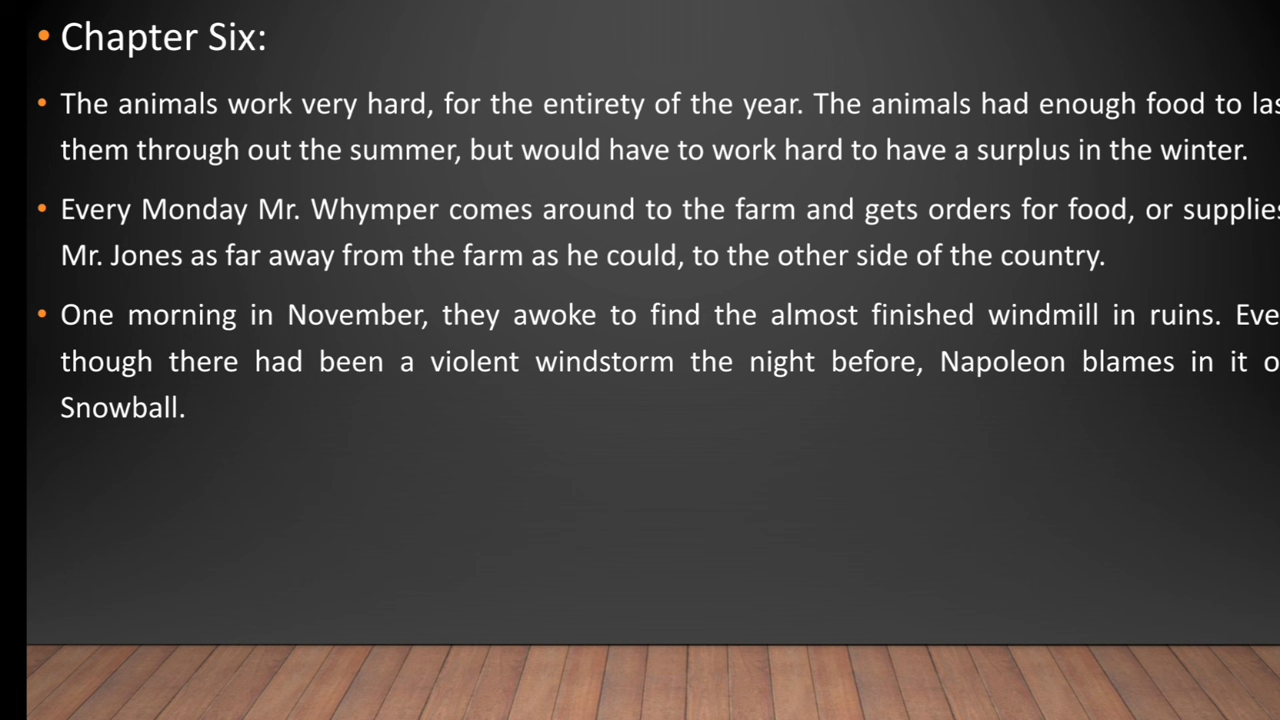 • Chapter Six:
• The animals work very hard, for the entirety of the year. The animals had enough food to las
them through out the summer, but would have to work hard to have a surplus in the winter.
• Every Monday Mr. Whymper comes around to the farm and gets orders for food, or supplies
Mr. Jones as far away from the farm as he could, to the other side of the country.
• One morning in November, they awoke to find the almost finished windmill in ruins. Eve
though there had been a violent windstorm the night before, Napoleon blames in it o
Snowball.